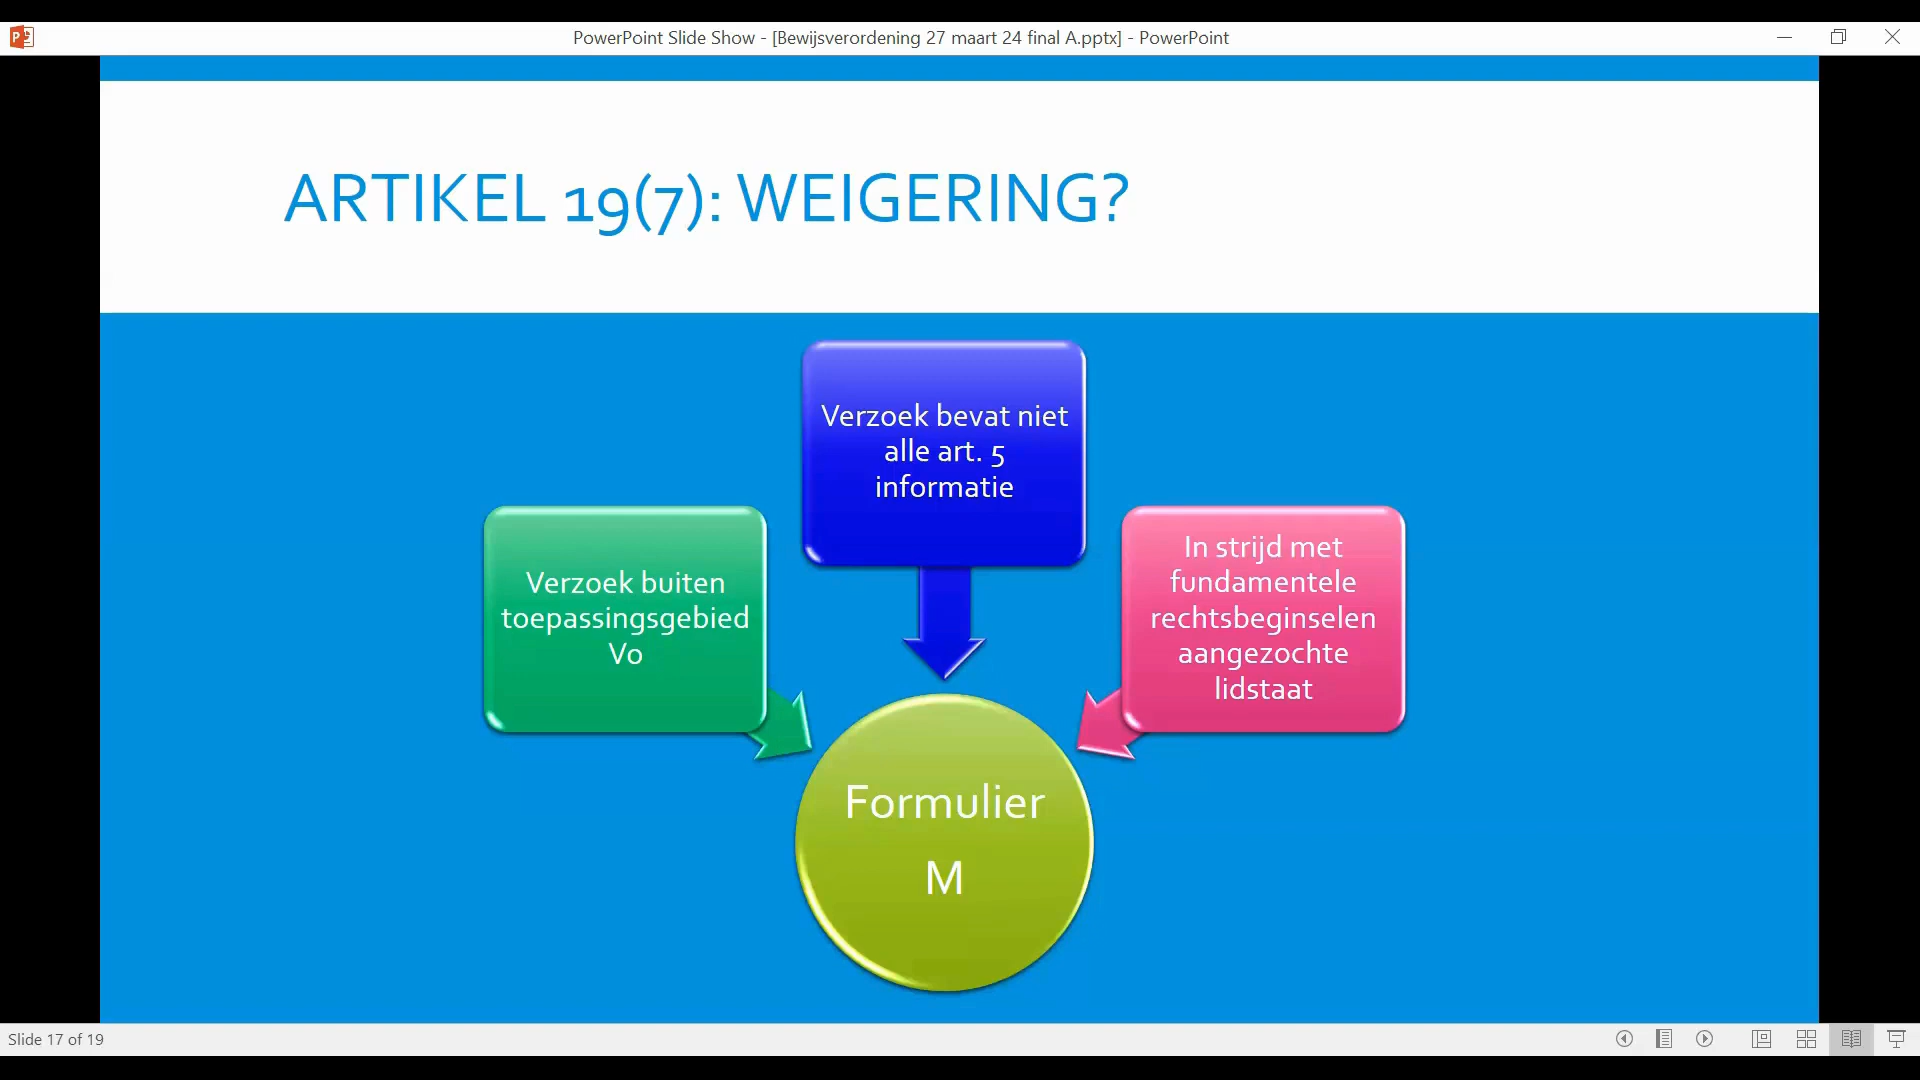 PowerPoint Slide Show - [Bewijsverordening 27 maart 24 final A.pptx] - PowerPoint
ARTIKEL 19(7): WEIGERING?
Verzoek bevat niet
alle art. 5
informatie
Verzoek buiten
toepassingsgebied
Vo
In strijd met
fundamentele
rechtsbeginselen
aangezochte
lidstaat
Formulier
M
Slide 17 of 19